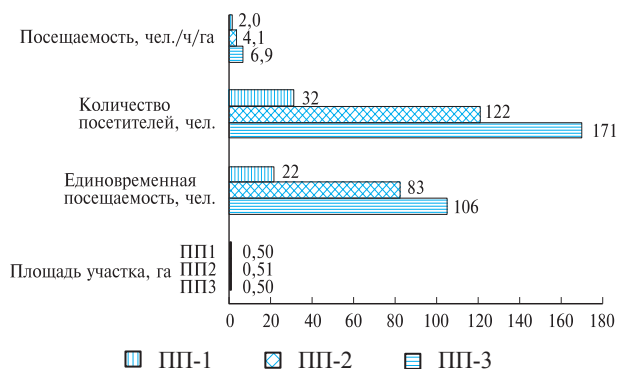 Посещаемость, чел./ч/га
2,0
4,1
6,9
Количество
посетителей, чел.
32
122
171
Единовременная
посещаемость, чел.
22
83
106
Площадь участка, га
ПП1 0,50
ПП2 0,51
ПП3 0,50
0 20 40 60 80 100 120 140 160 180
ПП-1 ПП-2 ПП-3